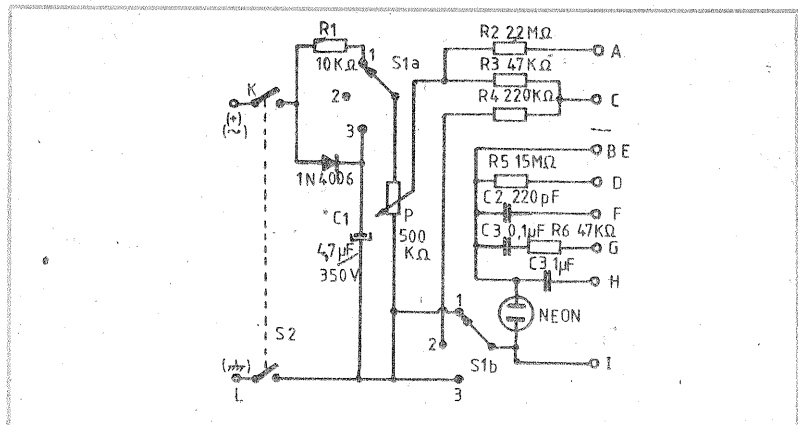 R1
10KΩ
1
S1a
2
3
K
(+)
(~)
1N4006
C1
4,7µF
350V
P
500
KΩ
S2
L
R2 22MΩ
A
R3 47KΩ
R4 220KΩ
C
B E
R5 15MΩ
D
C2 220pF
F
C3 0,1µF R6 47KΩ
G
C3 1µF
H
NEON
1
2
S1b
3
I